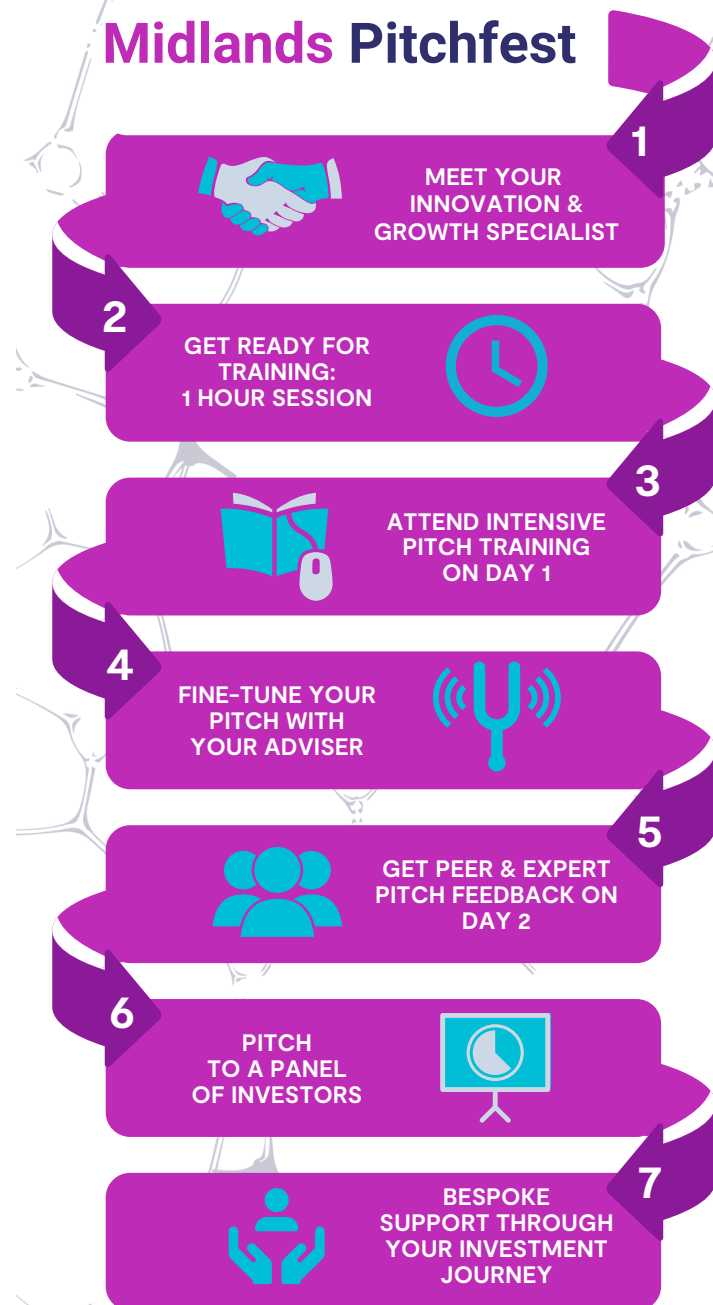 Midlands Pitchfest
1
MEET YOUR
INNOVATION &
GROWTH SPECIALIST
2
GET READY FOR
TRAINING:
1 HOUR SESSION
3
ATTEND INTENSIVE
PITCH TRAINING
ON DAY 1
4
FINE-TUNE YOUR
PITCH WITH
YOUR ADVISER
5
GET PEER & EXPERT
PITCH FEEDBACK ON
DAY 2
6
PITCH
TO A PANEL
OF INVESTORS
7
BESPOKE
SUPPORT THROUGH
YOUR INVESTMENT
JOURNEY